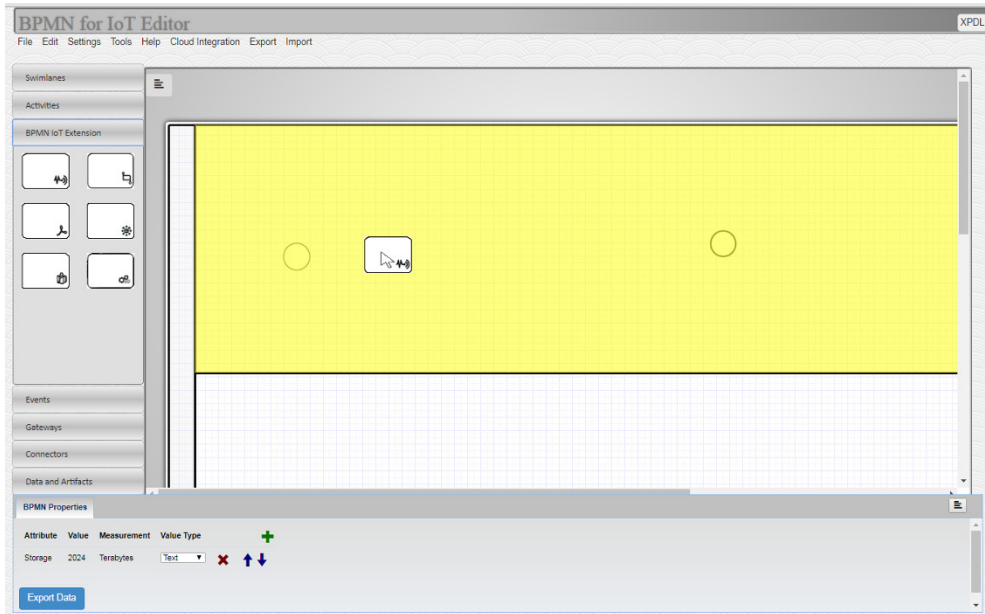 BPMN for IoT Editor
XPDL
File Edit Settings Tools Help Cloud Integration Export Import
Swimlanes
Activities
BPMN IoT Extension
Events
Gateways
Connectors
Data and Artifacts
BPMN Properties
Attribute Value Measurement Value Type
Storage 2024 Terabytes Text
Export Data